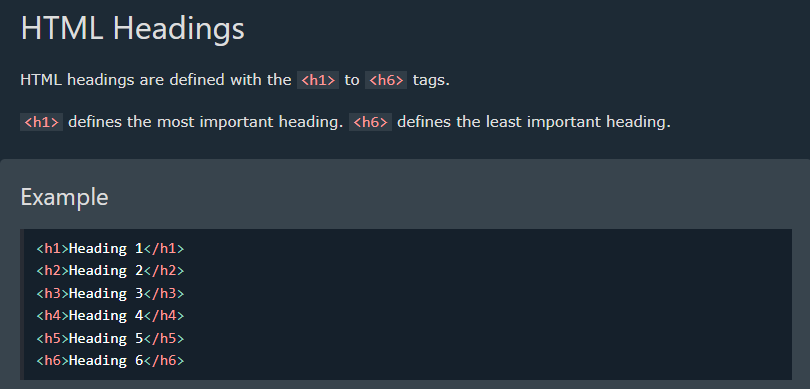 HTML Headings
HTML headings are defined with the <h1> to <h6> tags.
<h1> defines the most important heading. <h6> defines the least important heading.
Example
<h1>Heading 1</h1>
<h2>Heading 2</h2>
<h3>Heading 3</h3>
<h4>Heading 4</h4>
<h5>Heading 5</h5>
<h6>Heading 6</h6>